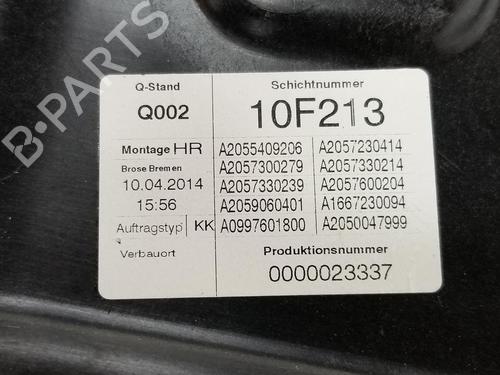 Q-Stand
Schichtnummer
Q002
10F213
Montage HR A2055409206 A2057230414
Brose Bremen A2057300279 A2057330214
10.04.2014 A2057330239 A2057600204
15:56 A2059060401 A1667230094
Auftragstyp KK A0997601800 A2050047999
Verbauort
Produktionsnummer
0000023337
B-PARTS